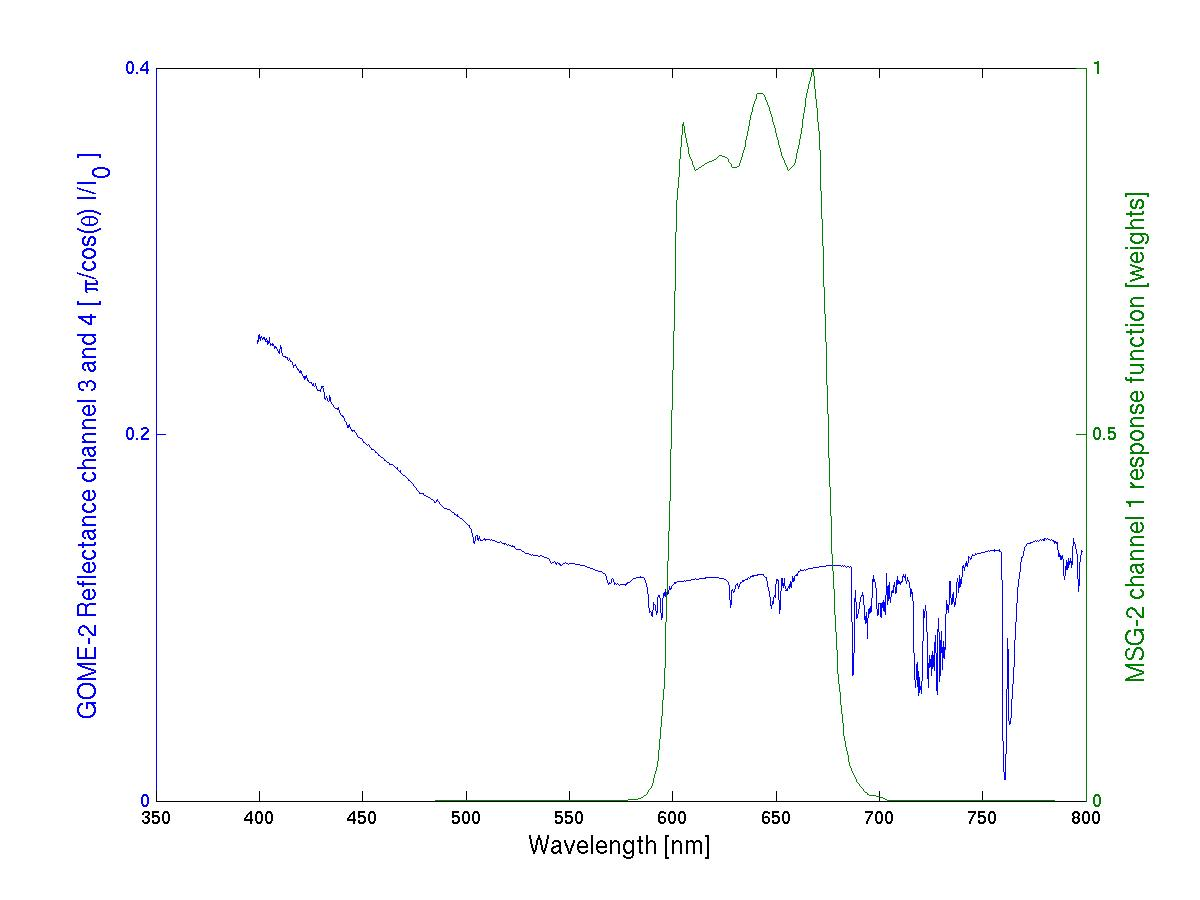 0.4
0.2
0
GOME-2 Reflectance channel 3 and 4 [ π/cos(θ) I/I0 ]
1
0.5
0
MSG-2 channel 1 response function [weights]
350 400 450 500 550 600 650 700 750 800
Wavelength [nm]